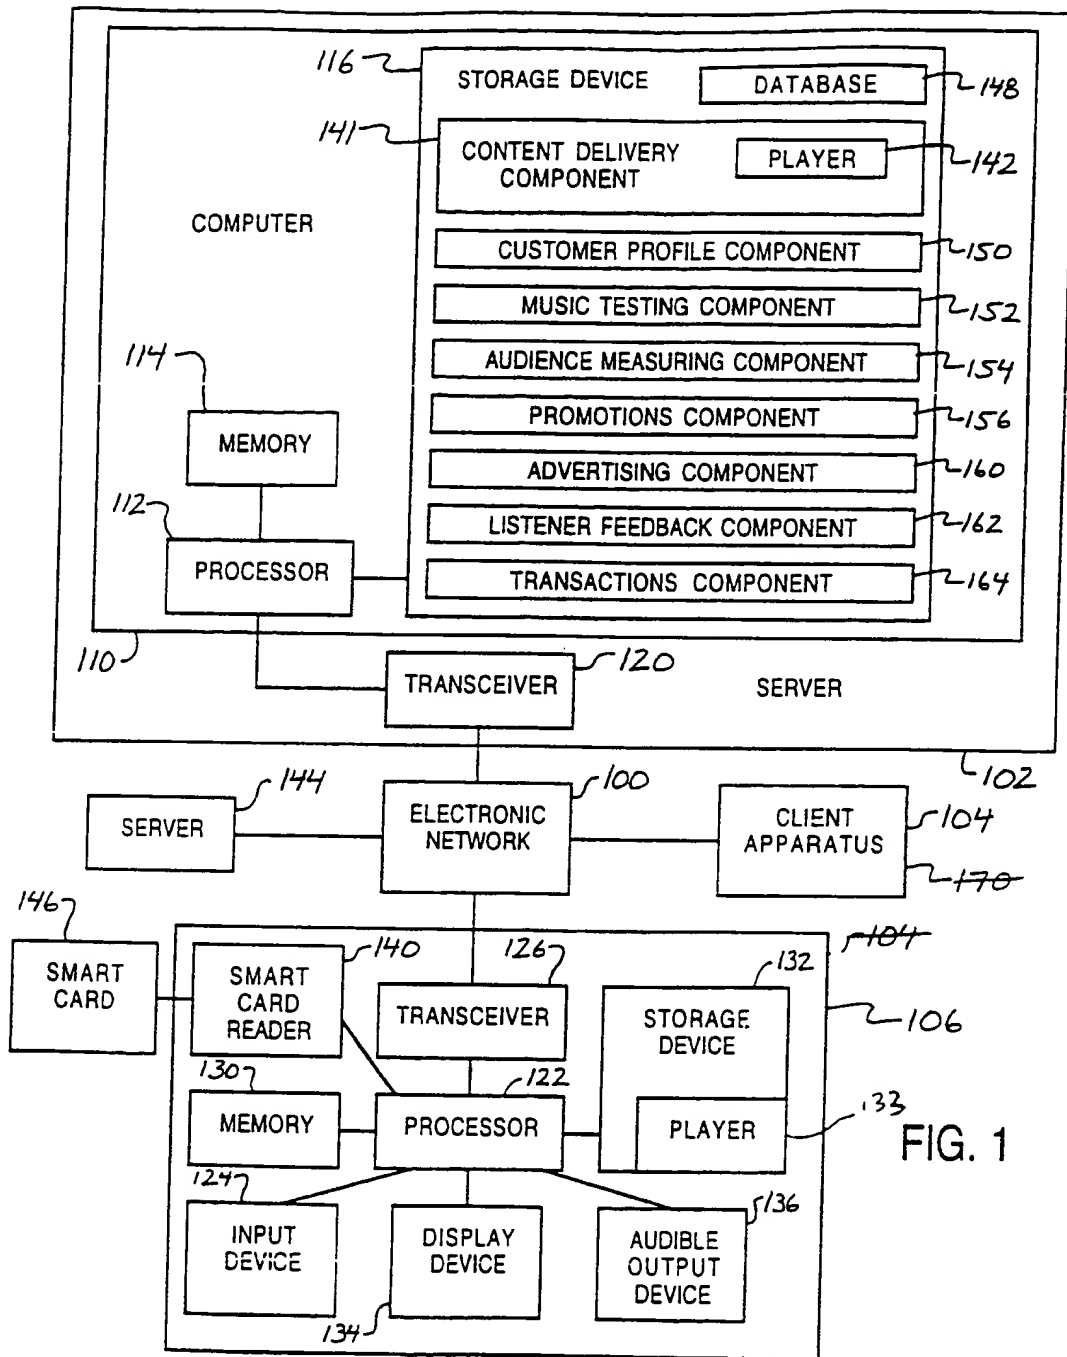 116
STORAGE DEVICE
DATABASE
148
141
CONTENT DELIVERY
COMPONENT
PLAYER
142
COMPUTER
CUSTOMER PROFILE COMPONENT
150
MUSIC TESTING COMPONENT
152
114
AUDIENCE MEASURING COMPONENT
154
MEMORY
PROMOTIONS COMPONENT
156
ADVERTISING COMPONENT
160
112
LISTENER FEEDBACK COMPONENT
162
PROCESSOR
TRANSACTIONS COMPONENT
164
110
120
TRANSCEIVER
SERVER
102
144
100
SERVER
ELECTRONIC
NETWORK
CLIENT
APPARATUS
104
170
146
104
140
126
132
SMART
CARD
SMART
CARD
READER
TRANSCEIVER
STORAGE
DEVICE
106
130
122
MEMORY
PROCESSOR
PLAYER
133
FIG. 1
124
136
INPUT
DEVICE
DISPLAY
DEVICE
AUDIBLE
OUTPUT
DEVICE
134